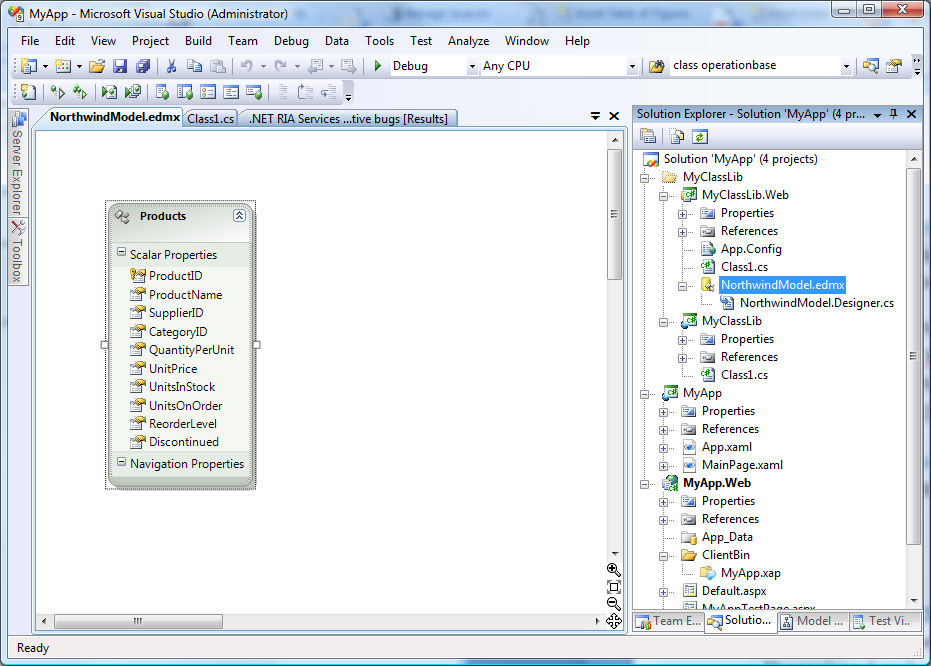 MyApp - Microsoft Visual Studio (Administrator)
File Edit View Project Build Team Debug Data Tools Test Analyze Window Help
Debug Any CPU class operationbase
Server Explorer
Toolbox
NorthwindModel.edmx Class1.cs .NET RIA Services ...tive bugs [Results]
Products
Scalar Properties
ProductID
ProductName
SupplierID
CategoryID
QuantityPerUnit
UnitPrice
UnitsInStock
UnitsOnOrder
ReorderLevel
Discontinued
Navigation Properties
Solution Explorer - Solution 'MyApp' (4 pr...
Solution 'MyApp' (4 projects)
MyClassLib
MyClassLib.Web
Properties
References
App.Config
Class1.cs
NorthwindModel.edmx
NorthwindModel.Designer.cs
MyClassLib
Properties
References
Class1.cs
MyApp
Properties
References
App.xaml
MainPage.xaml
MyApp.Web
Properties
References
App_Data
ClientBin
MyApp.xap
Default.aspx
MyAppTestPage.aspx
Team E... Solutio... Model ... Test Vi...
Ready